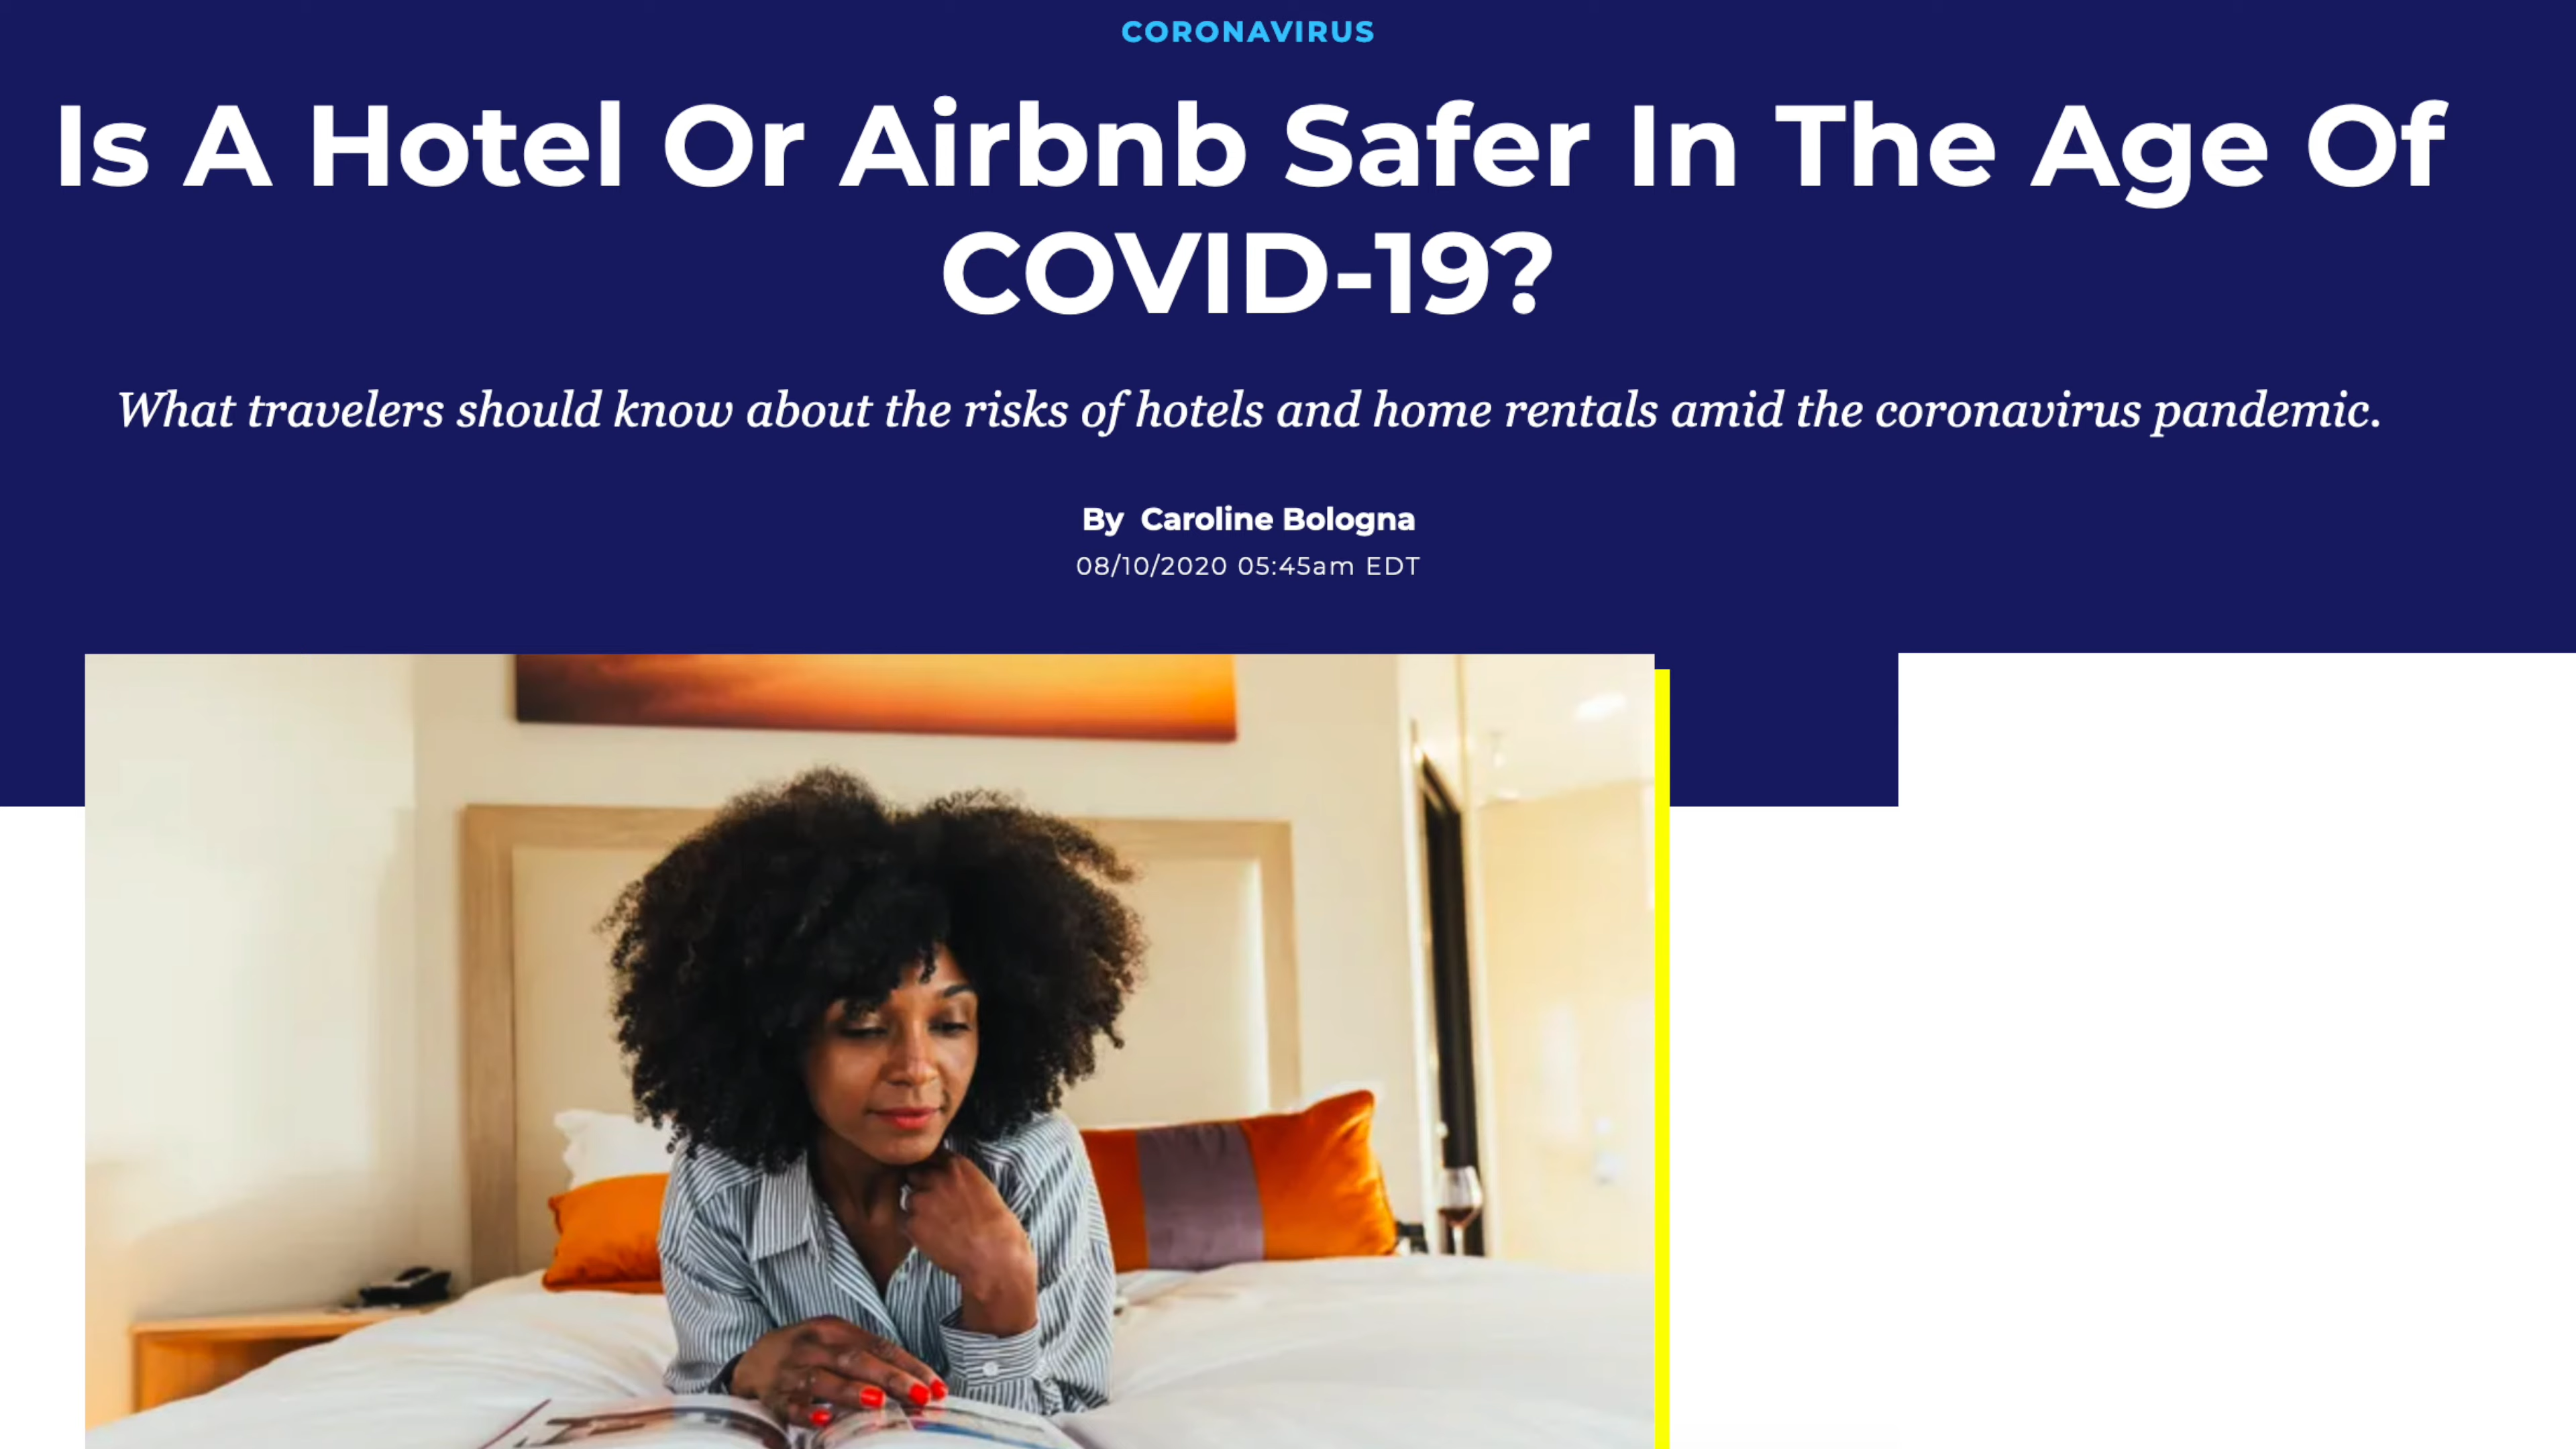 CORONAVIRUS
Is A Hotel Or Airbnb Safer In The Age Of
COVID-19?
What travelers should know about the risks of hotels and home rentals amid the coronavirus pandemic.
By Caroline Bologna
08/10/2020 05:45am EDT